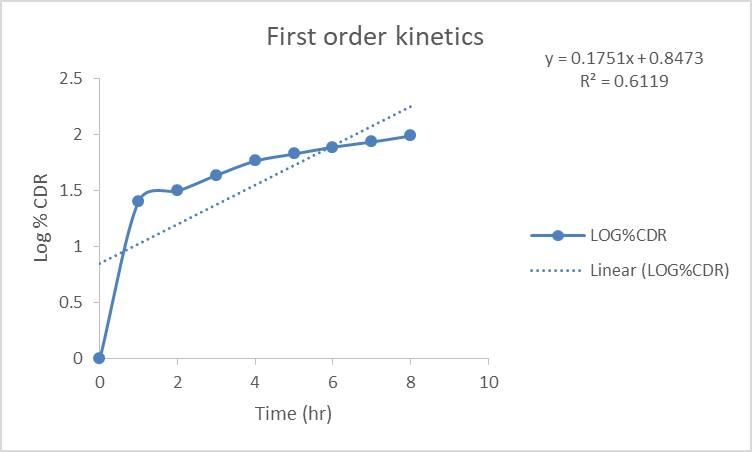 First order kinetics
y = 0.1751x + 0.8473
R² = 0.6119
2.5
2
1.5
1
0.5
0
Log % CDR
0 2 4 6 8 10
Time (hr)
LOG%CDR
Linear (LOG%CDR)